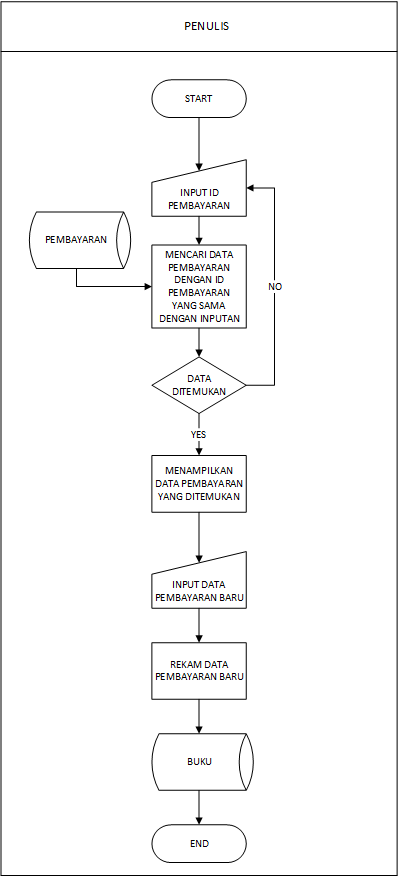 PENULIS
START
INPUT ID
PEMBAYARAN
PEMBAYARAN
MENCARI DATA
PEMBAYARAN
DENGAN ID
PEMBAYARAN
YANG SAMA
DENGAN INPUTAN
NO
DATA
DITEMUKAN
YES
MENAMPILKAN
DATA PEMBAYARAN
YANG DITEMUKAN
INPUT DATA
PEMBAYARAN BARU
REKAM DATA
PEMBAYARAN BARU
BUKU
END